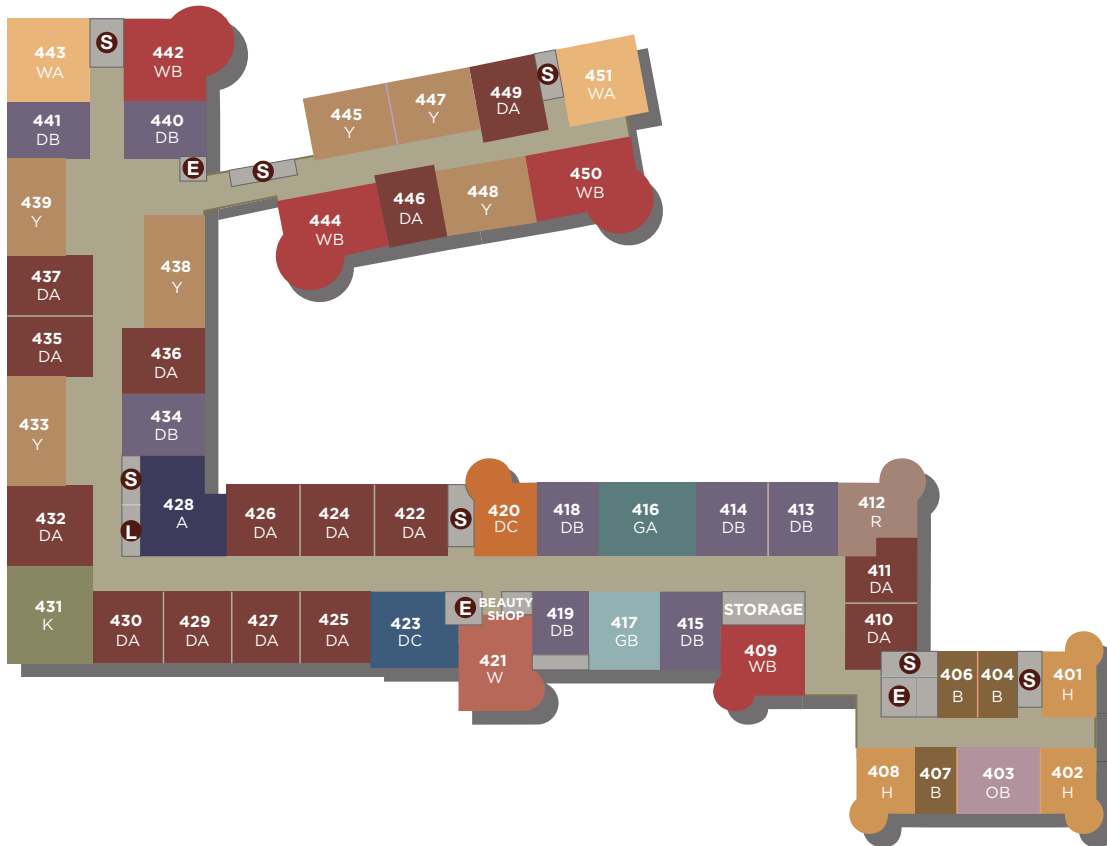 443
WA
S
442
WB
441
DB
440
DB
E
S
445
Y
447
Y
449
DA
S
451
WA
439
Y
444
WB
446
DA
448
Y
450
WB
437
DA
438
Y
435
DA
436
DA
433
Y
434
DB
S
L
428
A
432
DA
426
DA
424
DA
422
DA
S
420
DC
418
DB
416
GA
414
DB
413
DB
412
R
411
DA
410
DA
431
K
430
DA
429
DA
427
DA
425
DA
423
DC
E
BEAUTY
SHOP
421
W
419
DB
417
GB
415
DB
STORAGE
409
WB
S
E
406
B
404
B
S
401
H
408
H
407
B
403
OB
402
H